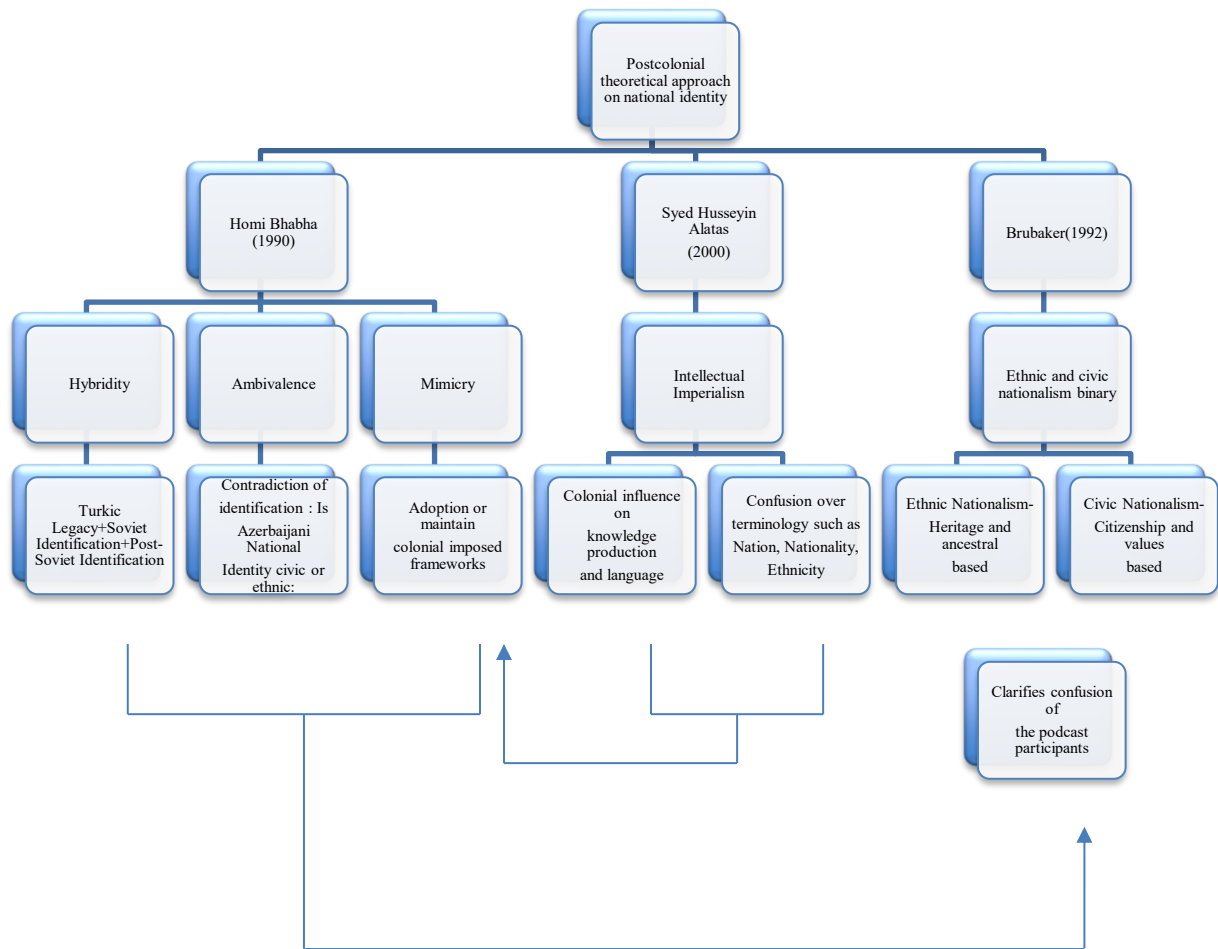 Postcolonial
theoretical approach
on national identity
Homi Bhabha
(1990)
Syed Husseyin
Alatas
(2000)
Brubaker(1992)
Hybridity
Ambivalence
Mimicry
Intellectual
Imperialism
Ethnic and civic
nationalism binary
Turkic
Legacy+Soviet
Identification+Post-
Soviet Identification
Contradiction of
identification : Is
Azerbaijani
National
Identity civic or
ethnic:
Adoption or
maintain
colonial imposed
frameworks
Colonial influence
on
knowledge
production
and language
Confusion over
terminology such as
Nation, Nationality,
Ethnicity
Ethnic Nationalism-
Heritage and
ancestral
based
Civic Nationalism-
Citizenship and
values
based
Clarifies confusion
of
the podcast
participants